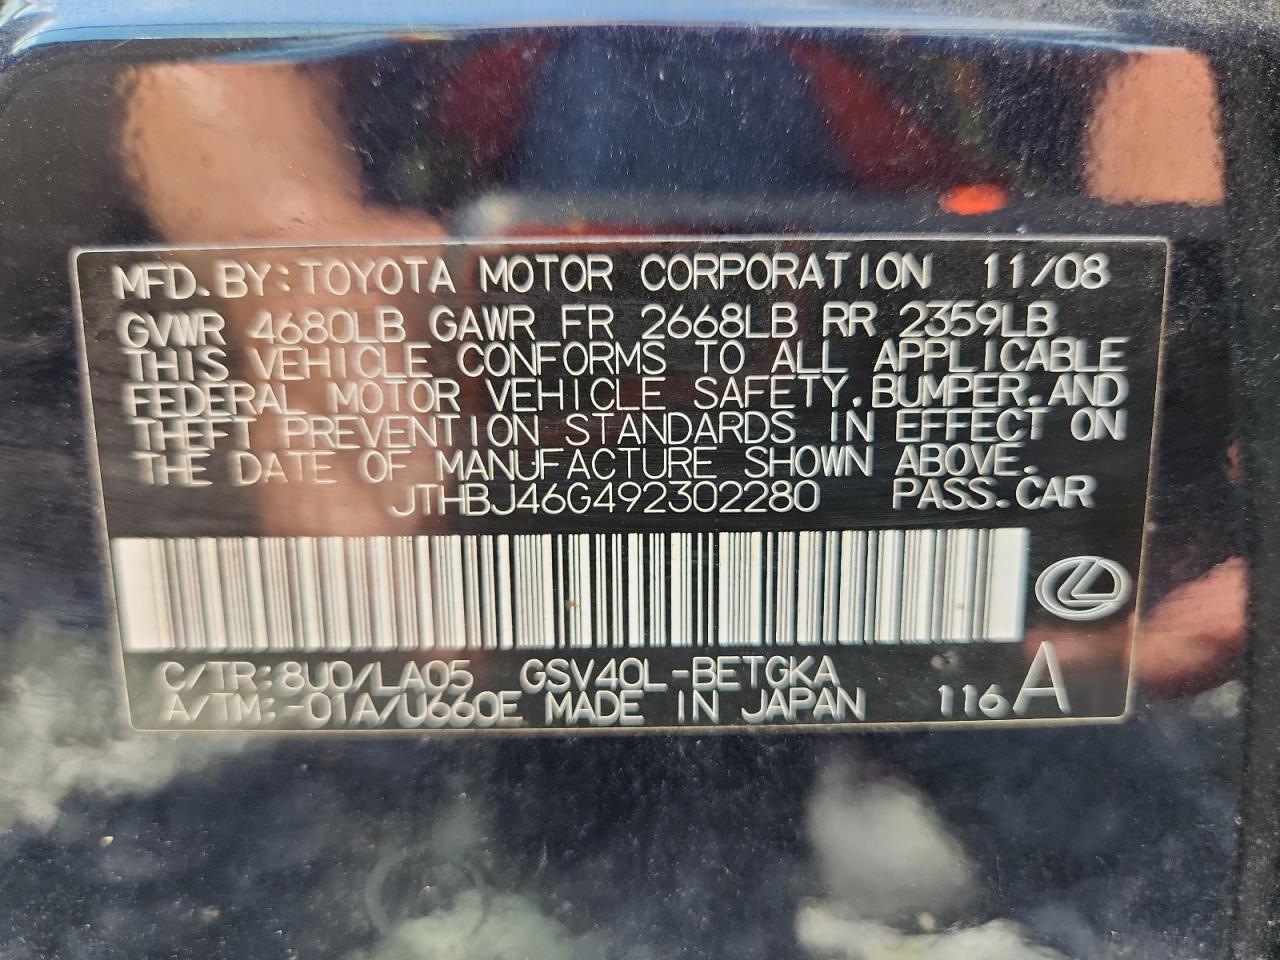 MFD. BY: TOYOTA MOTOR CORPORATION 11/08
GVWR 4680LB GAWR FR 2668LB RR 2359LB
THIS VEHICLE CONFORMS TO ALL APPLICABLE
FEDERAL MOTOR VEHICLE SAFETY, BUMPER, AND
THEFT PREVENTION STANDARDS IN EFFECT ON
THE DATE OF MANUFACTURE SHOWN ABOVE.
JTHBJ46G492302280 PASS. CAR
C/TR: 8U0/LA05 GSV40L-BETGKA
A/TM: -01A/U660E MADE IN JAPAN 116 A